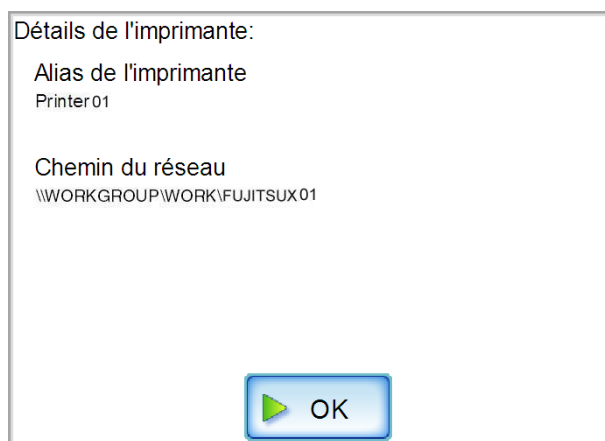 Détails de l'imprimante:
Alias de l'imprimante
Printer01
Chemin du réseau
\\WORKGROUP\WORK\FUJITSUX01
OK